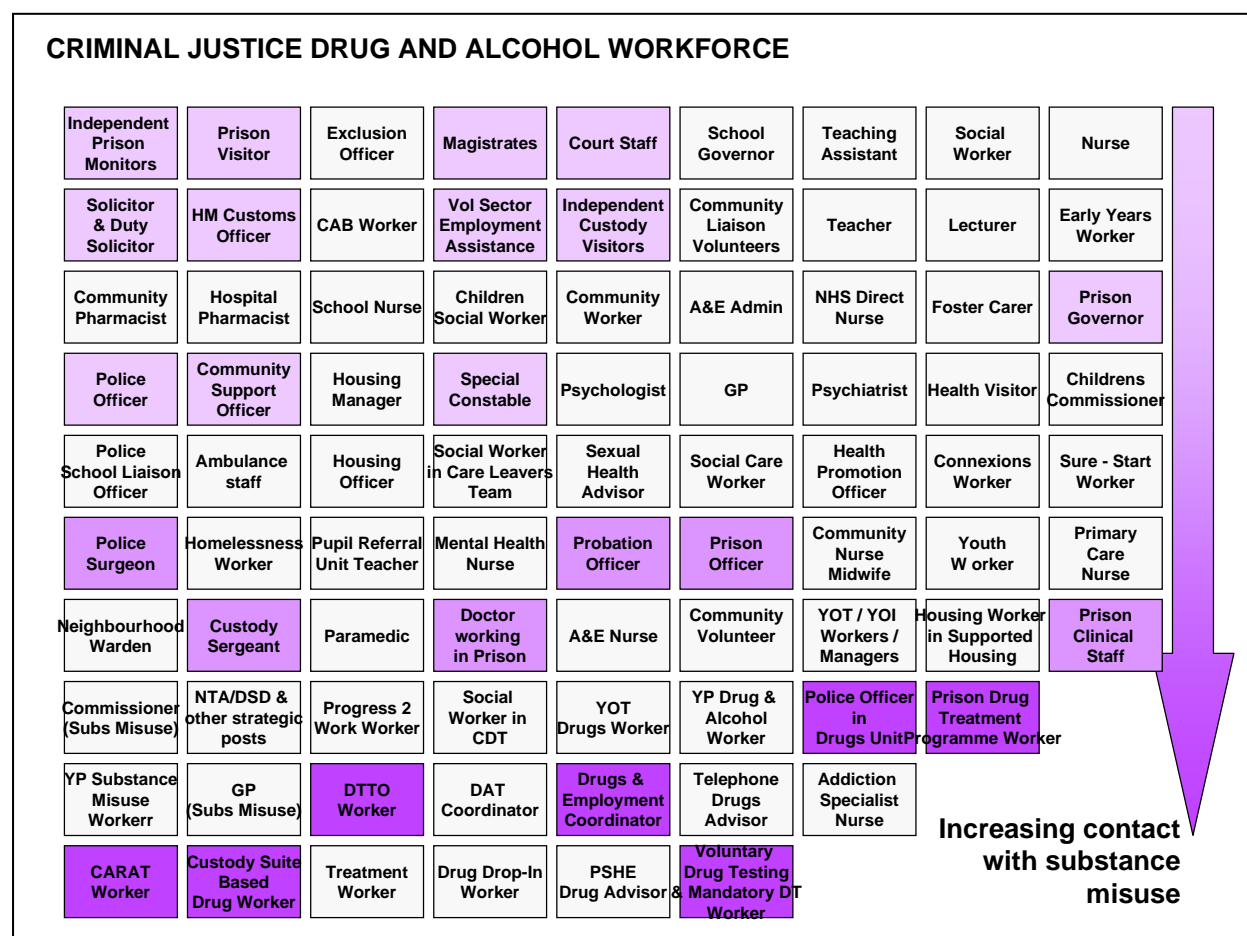 CRIMINAL JUSTICE DRUG AND ALCOHOL WORKFORCE
Independent
Prison
Monitors
Prison
Visitor
Exclusion
Officer
Magistrates
Court Staff
School
Governor
Teaching
Assistant
Social
Worker
Nurse
Solicitor
& Duty
Solicitor
HM Customs
Officer
CAB Worker
Vol Sector
Employment
Assistance
Independent
Custody
Visitors
Community
Liaison
Volunteers
Teacher
Lecturer
Early Years
Worker
Community
Pharmacist
Hospital
Pharmacist
School Nurse
Children
Social Worker
Community
Worker
A&E Admin
NHS Direct
Nurse
Foster Carer
Prison
Governor
Police
Officer
Community
Support
Officer
Housing
Manager
Special
Constable
Psychologist
GP
Psychiatrist
Health Visitor
Childrens
Commissioner
Police
School Liaison
Officer
Ambulance
staff
Housing
Officer
Social Worker
in Care Leavers
Team
Sexual
Health
Advisor
Social Care
Worker
Health
Promotion
Officer
Connexions
Worker
Sure - Start
Worker
Police
Surgeon
Homelessness
Worker
Pupil Referral
Unit Teacher
Mental Health
Nurse
Probation
Officer
Prison
Officer
Community
Nurse
Midwife
Youth
W orker
Primary
Care
Nurse
Neighbourhood
Warden
Custody
Sergeant
Paramedic
Doctor
working
in Prison
A&E Nurse
Community
Volunteer
YOT / YOI
Workers /
Managers
Housing Worker
in Supported
Housing
Prison
Clinical
Staff
Commissioner
(Subs Misuse)
NTA/DSD &
other strategic
posts
Progress 2
Work Worker
Social
Worker in
CDT
YOT
Drugs Worker
YP Drug &
Alcohol
Worker
Police Officer
in
Drugs Unit
Prison Drug
Treatment
Programme Worker
YP Substance
Misuse
Workerr
GP
(Subs Misuse)
DTTO
Worker
DAT
Coordinator
Drugs &
Employment
Coordinator
Telephone
Drugs
Advisor
Addiction
Specialist
Nurse
CARAT
Worker
Custody Suite
Based
Drug Worker
Treatment
Worker
Drug Drop-In
Worker
PSHE
Drug Advisor
Voluntary
Drug Testing
& Mandatory DT
Worker
Increasing contact
with substance
misuse